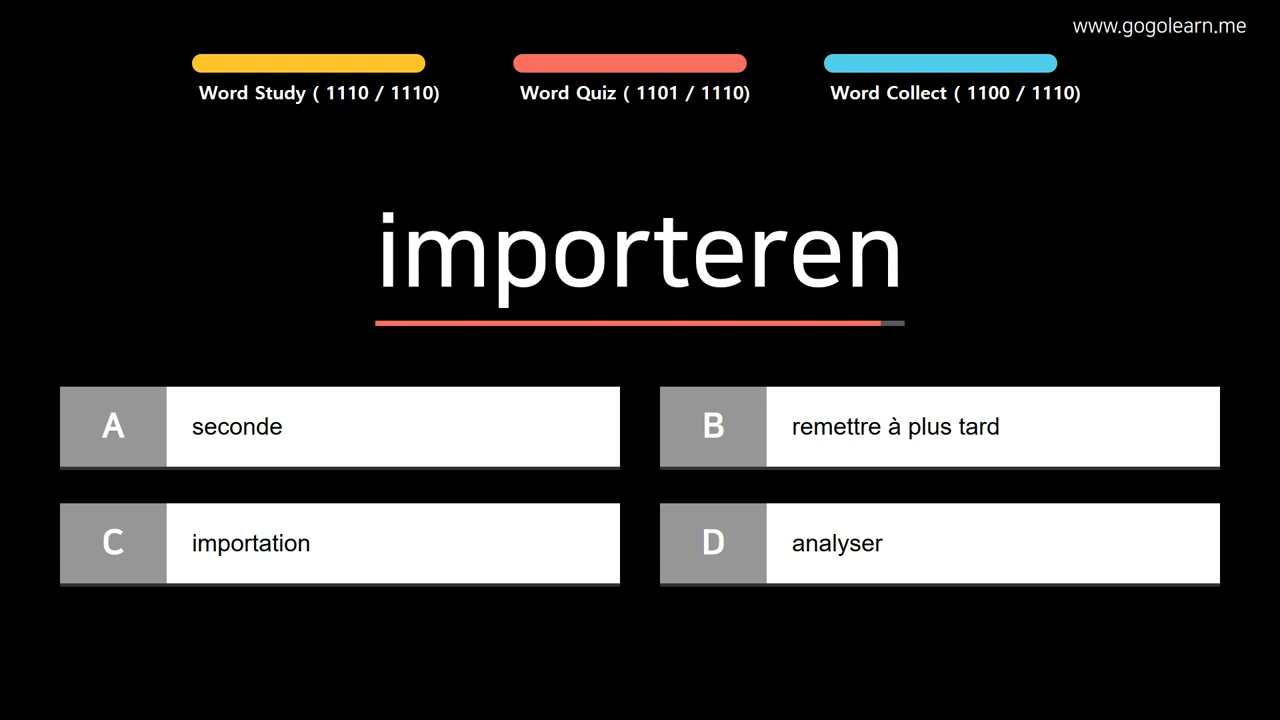 www.gogolearn.me
Word Study ( 1110 / 1110)
Word Quiz ( 1101 / 1110)
Word Collect ( 1100 / 1110)
importeren
A seconde
B remettre à plus tard
C importation
D analyser